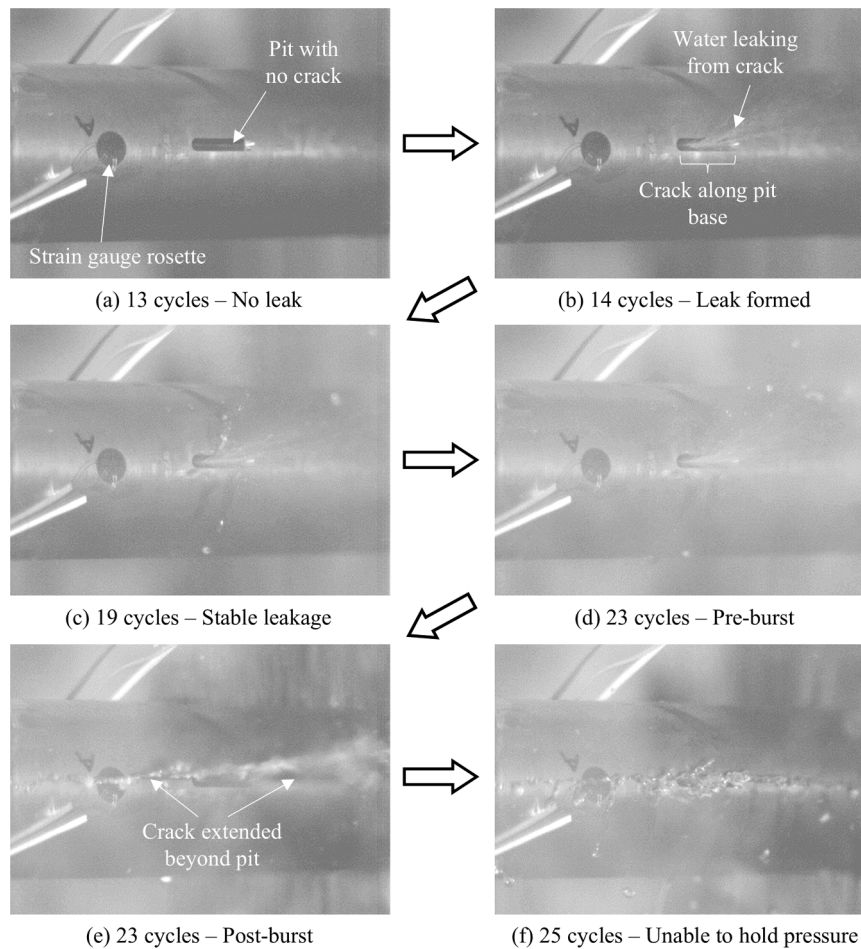 Pit with
no crack
A
Strain gauge rosette
(a) 13 cycles – No leak
Water leaking
from crack
A
Crack along pit
base
(b) 14 cycles – Leak formed
A
(c) 19 cycles – Stable leakage
A
(d) 23 cycles – Pre-burst
A
Crack extended
beyond pit
(e) 23 cycles – Post-burst
A
(f) 25 cycles – Unable to hold pressure